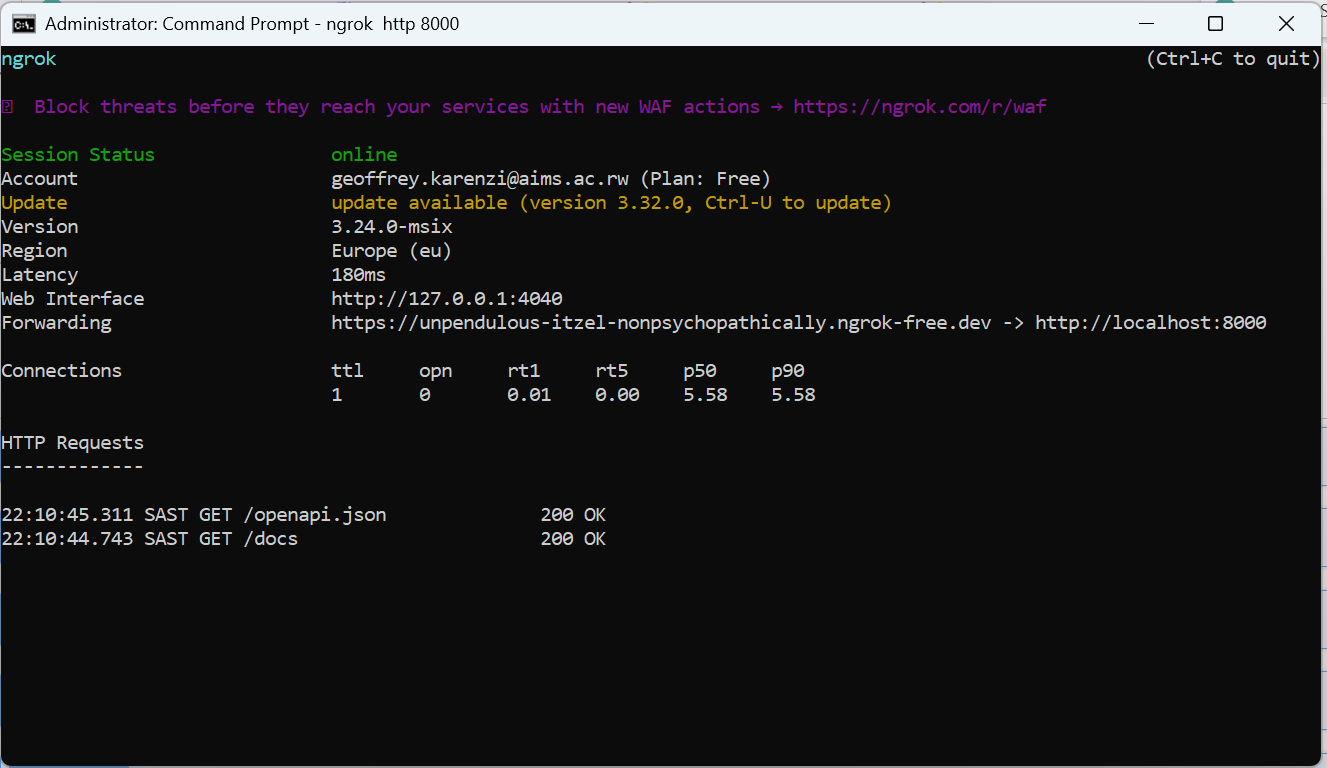 Administrator: Command Prompt - ngrok  http 8000
ngrok (Ctrl+C to quit)
Block threats before they reach your services with new WAF actions → https://ngrok.com/r/waf
Session Status online
Account geoffrey.karenzi@aims.ac.rw (Plan: Free)
Update update available (version 3.32.0, Ctrl-U to update)
Version 3.24.0-msix
Region Europe (eu)
Latency 180ms
Web Interface http://127.0.0.1:4040
Forwarding https://unpendulous-itzel-nonpsychopathically.ngrok-free.dev -> http://localhost:8000
Connections ttl opn rt1 rt5 p50 p90
1 0 0.01 0.00 5.58 5.58
HTTP Requests
-------------
22:10:45.311 SAST GET /openapi.json 200 OK
22:10:44.743 SAST GET /docs 200 OK